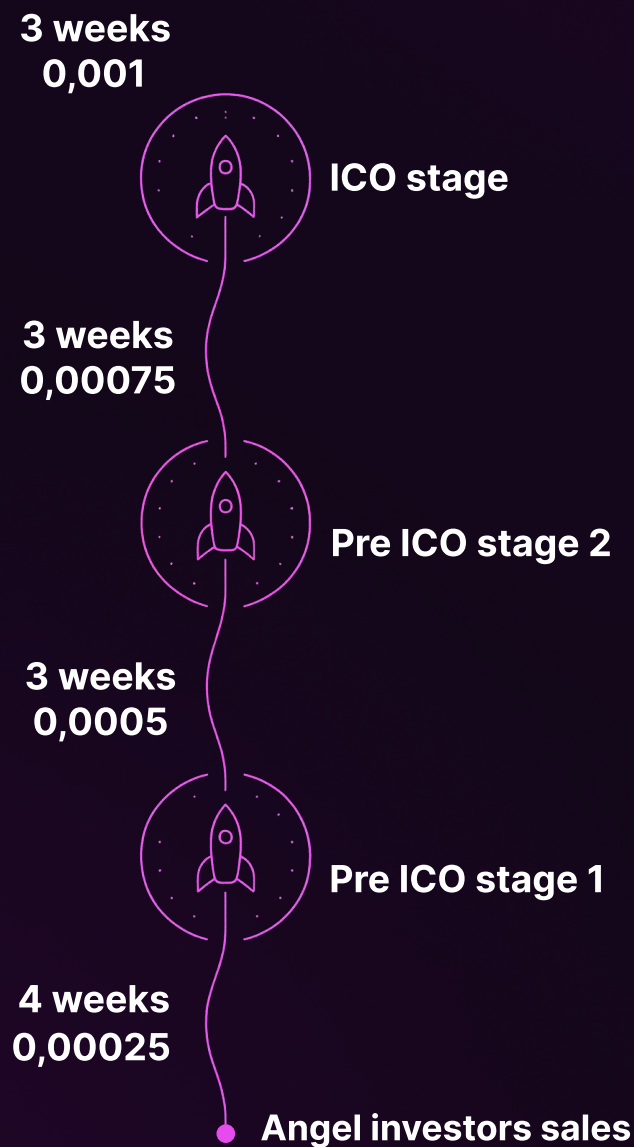 3 weeks
0,001
ICO stage
3 weeks
0,00075
Pre ICO stage 2
3 weeks
0,0005
Pre ICO stage 1
4 weeks
0,00025
Angel investors sales